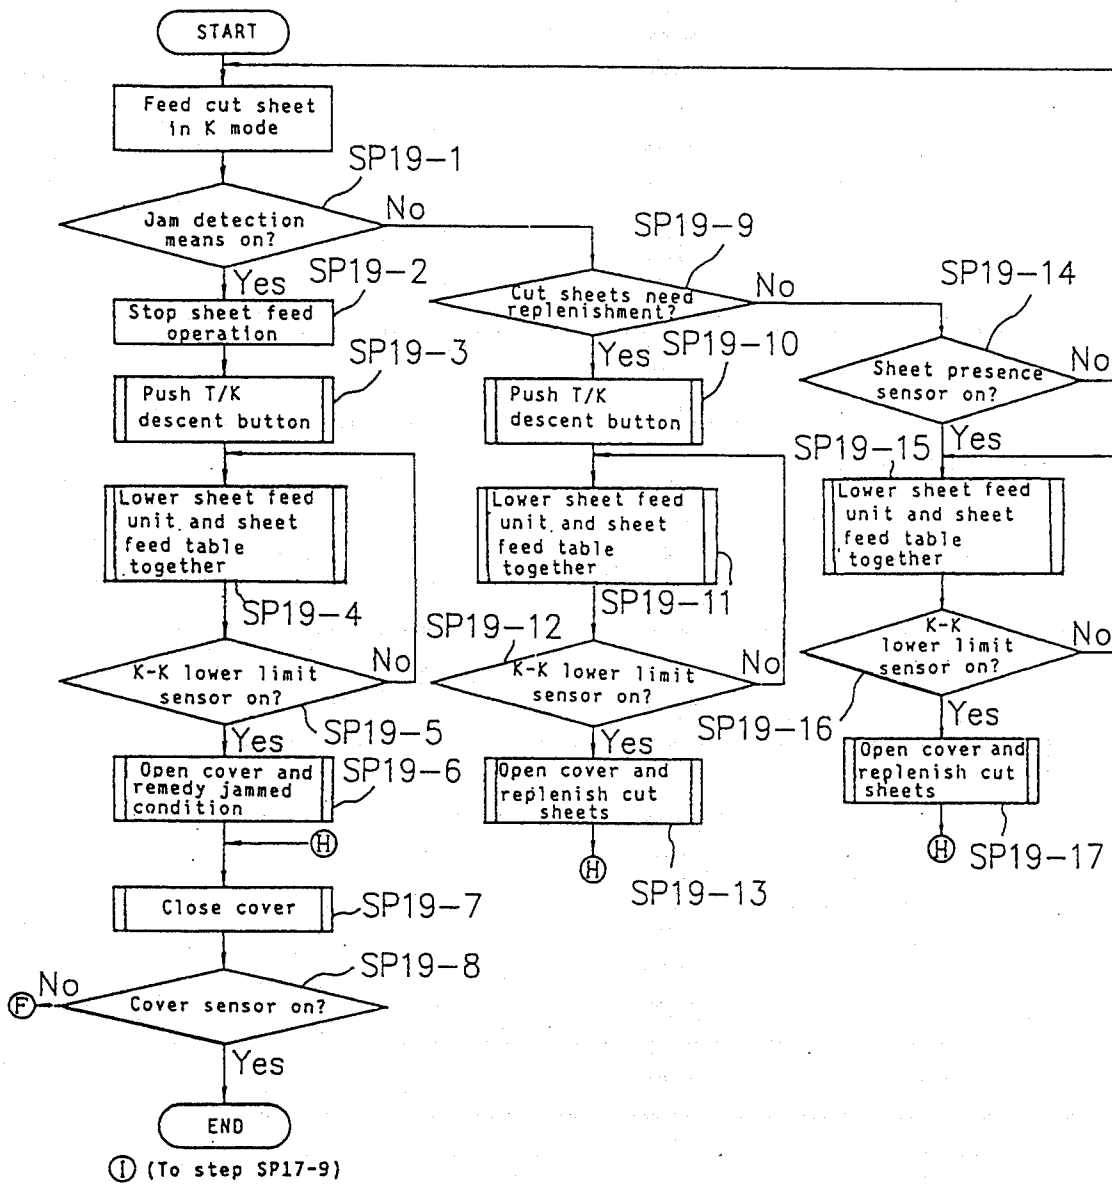 START
Feed cut sheet
in K mode
SP19-1
Jam detection
means on?
No
Yes
SP19-2
Stop sheet feed
operation
SP19-3
Push T/K
descent button
Lower sheet feed
unit and sheet
feed table
together
SP19-4
K-K lower limit
sensor on?
No
SP19-5
Yes
SP19-6
Open cover and
remedy jammed
condition
H
Close cover
SP19-7
SP19-8
Cover sensor on?
No
F
Yes
END
I (To step SP17-9)
SP19-9
Cut sheets need
replenishment?
No
Yes
SP19-10
Push T/K
descent button
Lower sheet feed
unit and sheet
feed table
together
SP19-11
SP19-12
K-K lower limit
sensor on?
No
Yes
Open cover and
replenish cut
sheets
H
SP19-13
SP19-14
Sheet presence
sensor on?
No
Yes
SP19-15
Lower sheet feed
unit and sheet
feed table
together
K-K
lower limit
sensor on?
No
SP19-16
Yes
Open cover and
replenish cut
sheets
H
SP19-17